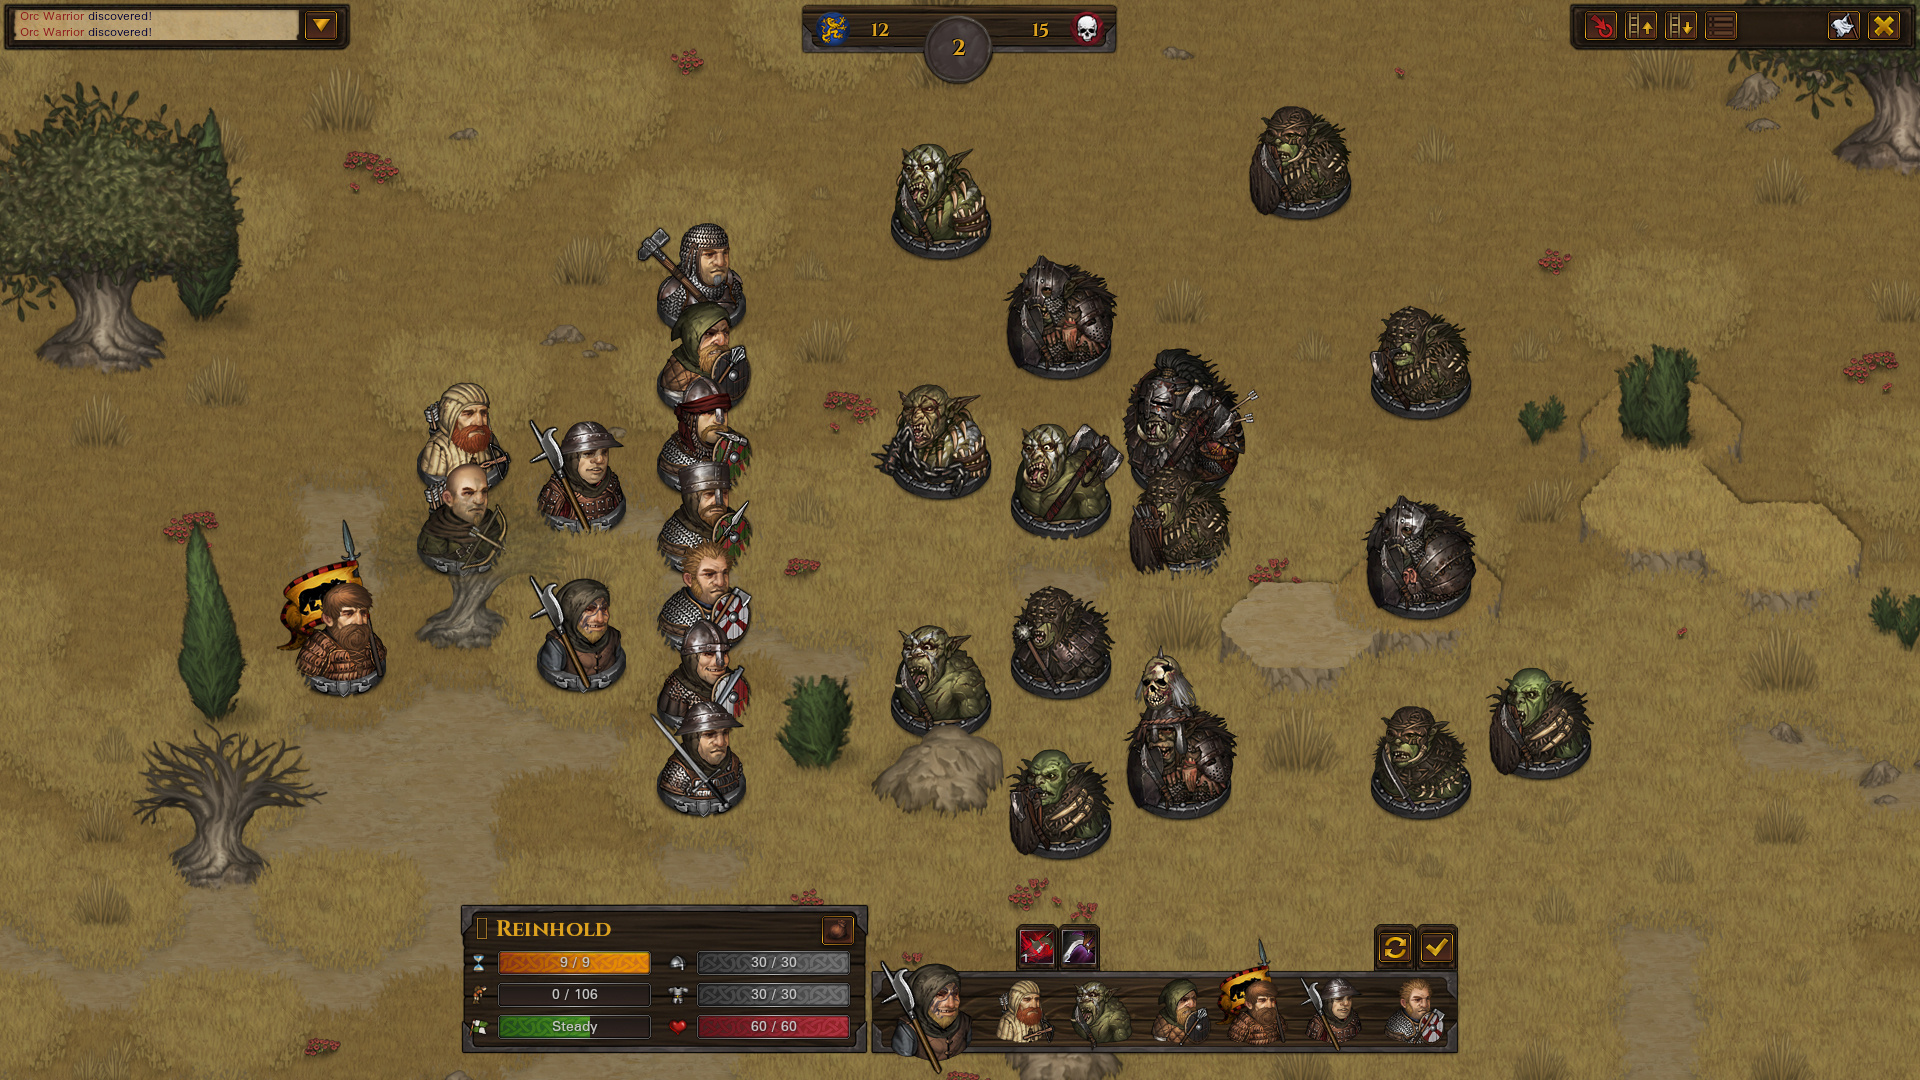 Orc Warrior discovered!
Orc Warrior discovered!
12
2
15
REINHOLD
9 / 9
30 / 30
0 / 106
30 / 30
Steady
60 / 60
1
2